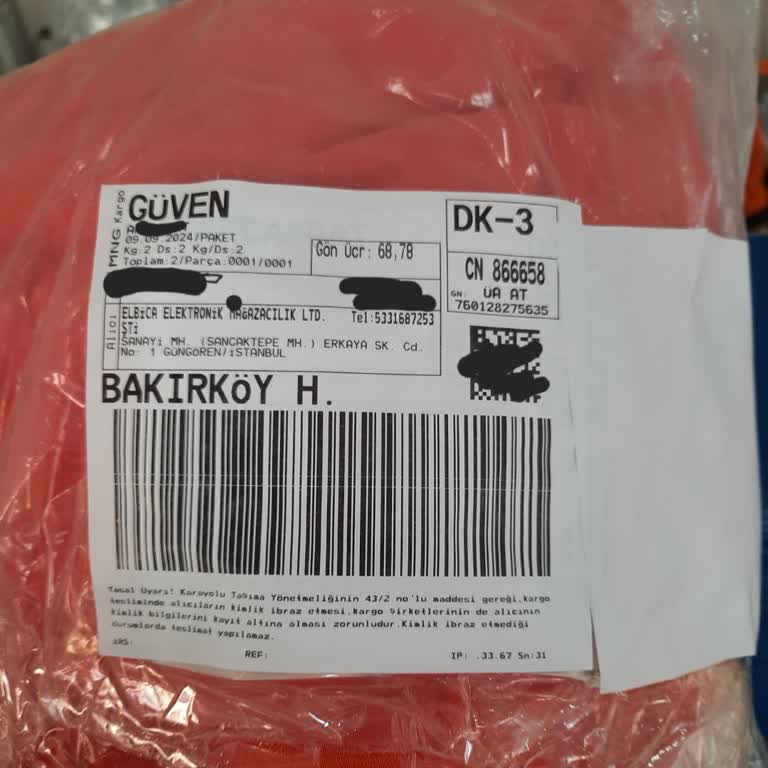 MNG Kargo
GÜVEN
09.09.2024/PAKET
Kg:2 Ds:2 Kg/Ds:2
Toplam:2/Parça:0001/0001
Gön Ücr: 68,78
DK-3
CN 866658
GN: ÜA AT
760128275635
Alıcı
ELBİCA ELEKTRONİK MAĞAZACILIK LTD. Tel:5331687253
ŞTİ
SANAYİ MH. (SANCAKTEPE MH.) ERKAYA SK. Cd.
No: 1 GÜNGÖREN/İSTANBUL
BAKIRKÖY H.
Yasal Uyarı! Karayolu Taşıma Yönetmeliğinin 43/2 no'lu maddesi gereği,kargo
tesliminde alıcıların kimlik ibraz etmesi,kargo şirketlerinin de alıcının
kimlik bilgilerini kayıt altına alması zorunludur.Kimlik ibraz etmediği
durumlarda teslimat yapılamaz.
İRS:
REF:
IP: .33.67 Sn:31